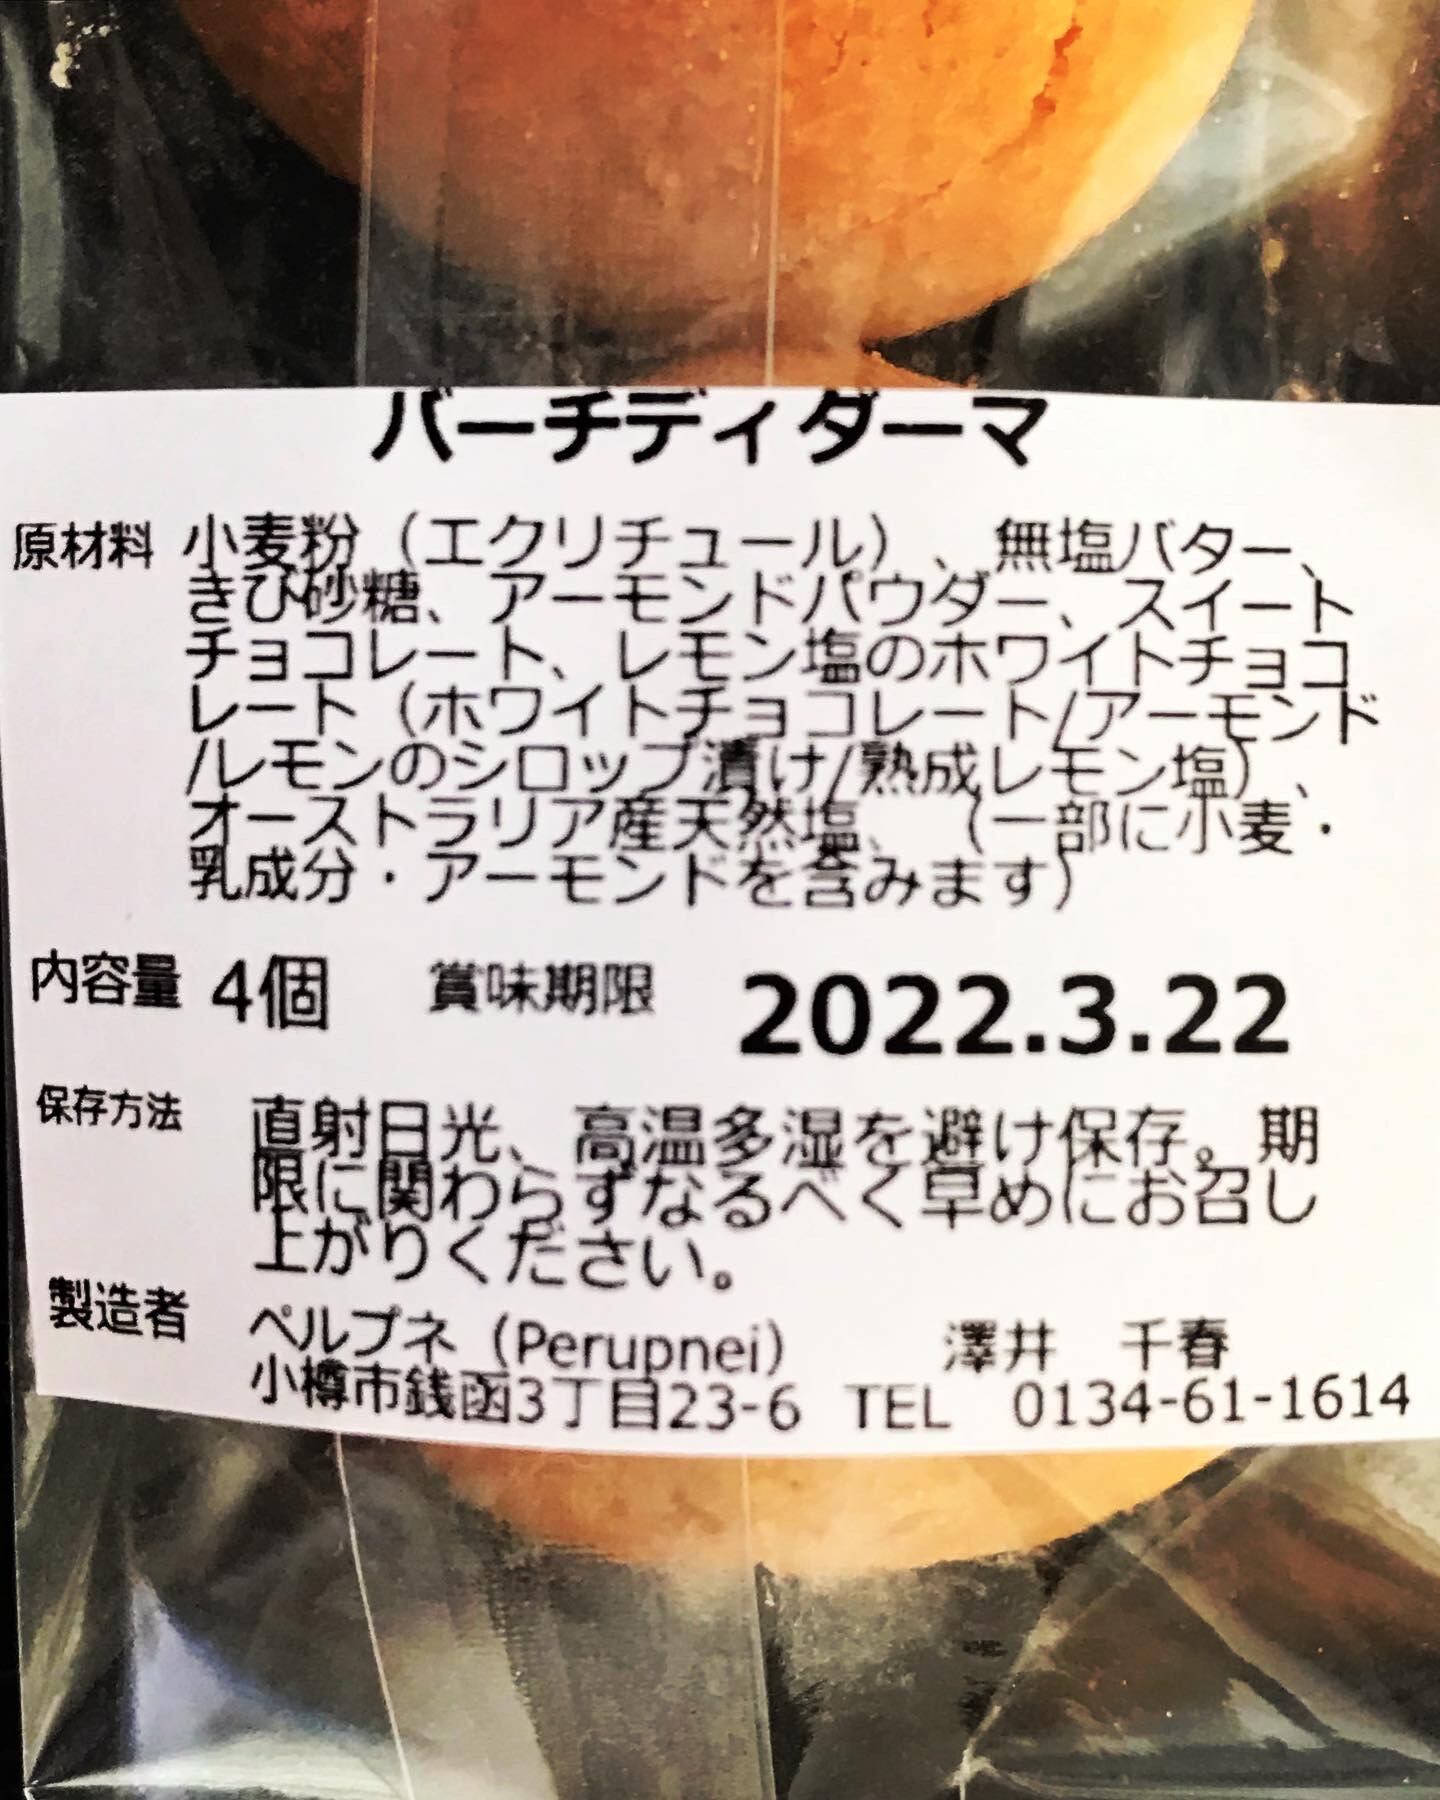 バーチディダーマ
原材料 小麦粉（エクリチュール）、無塩バター、
きび砂糖、アーモンドパウダー、スイート
チョコレート、レモン塩のホワイトチョコ
レート（ホワイトチョコレート/アーモンド
/レモンのシロップ漬け/熟成レモン塩）、
オーストラリア産天然塩、（一部に小麦・
乳成分・アーモンドを含みます）
内容量 4個 賞味期限 2022.3.22
保存方法 直射日光、高温多湿を避け保存。期
限に関わらずなるべく早めにお召し
上がりください。
製造者 ペルプネ（Perupnei） 澤井 千春
小樽市銭函3丁目23-6 TEL 0134-61-1614